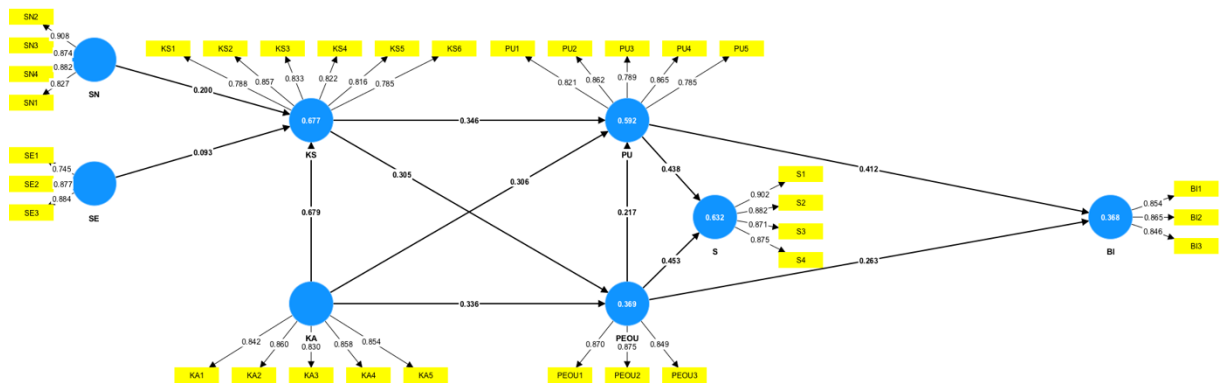 SN2
SN3
SN4
SN1
0.908
0.874
0.882
0.827
SN
SE1
SE2
SE3
0.745
0.877
0.884
SE
0.200
0.093
KS1
KS2
KS3
KS4
KS5
KS6
0.788
0.857
0.833
0.822
0.816
0.785
0.677
KS
0.346
0.305
0.306
0.679
KA
0.336
0.842
0.860
0.830
0.858
0.854
KA1
KA2
KA3
KA4
KA5
PU1
PU2
PU3
PU4
PU5
0.821
0.862
0.789
0.865
0.785
0.592
PU
0.438
0.412
0.217
0.453
0.263
0.632
S
0.902
0.882
0.871
0.875
S1
S2
S3
S4
0.369
PEOU
0.870
0.875
0.849
PEOU1
PEOU2
PEOU3
0.368
BI
0.854
0.865
0.846
BI1
BI2
BI3